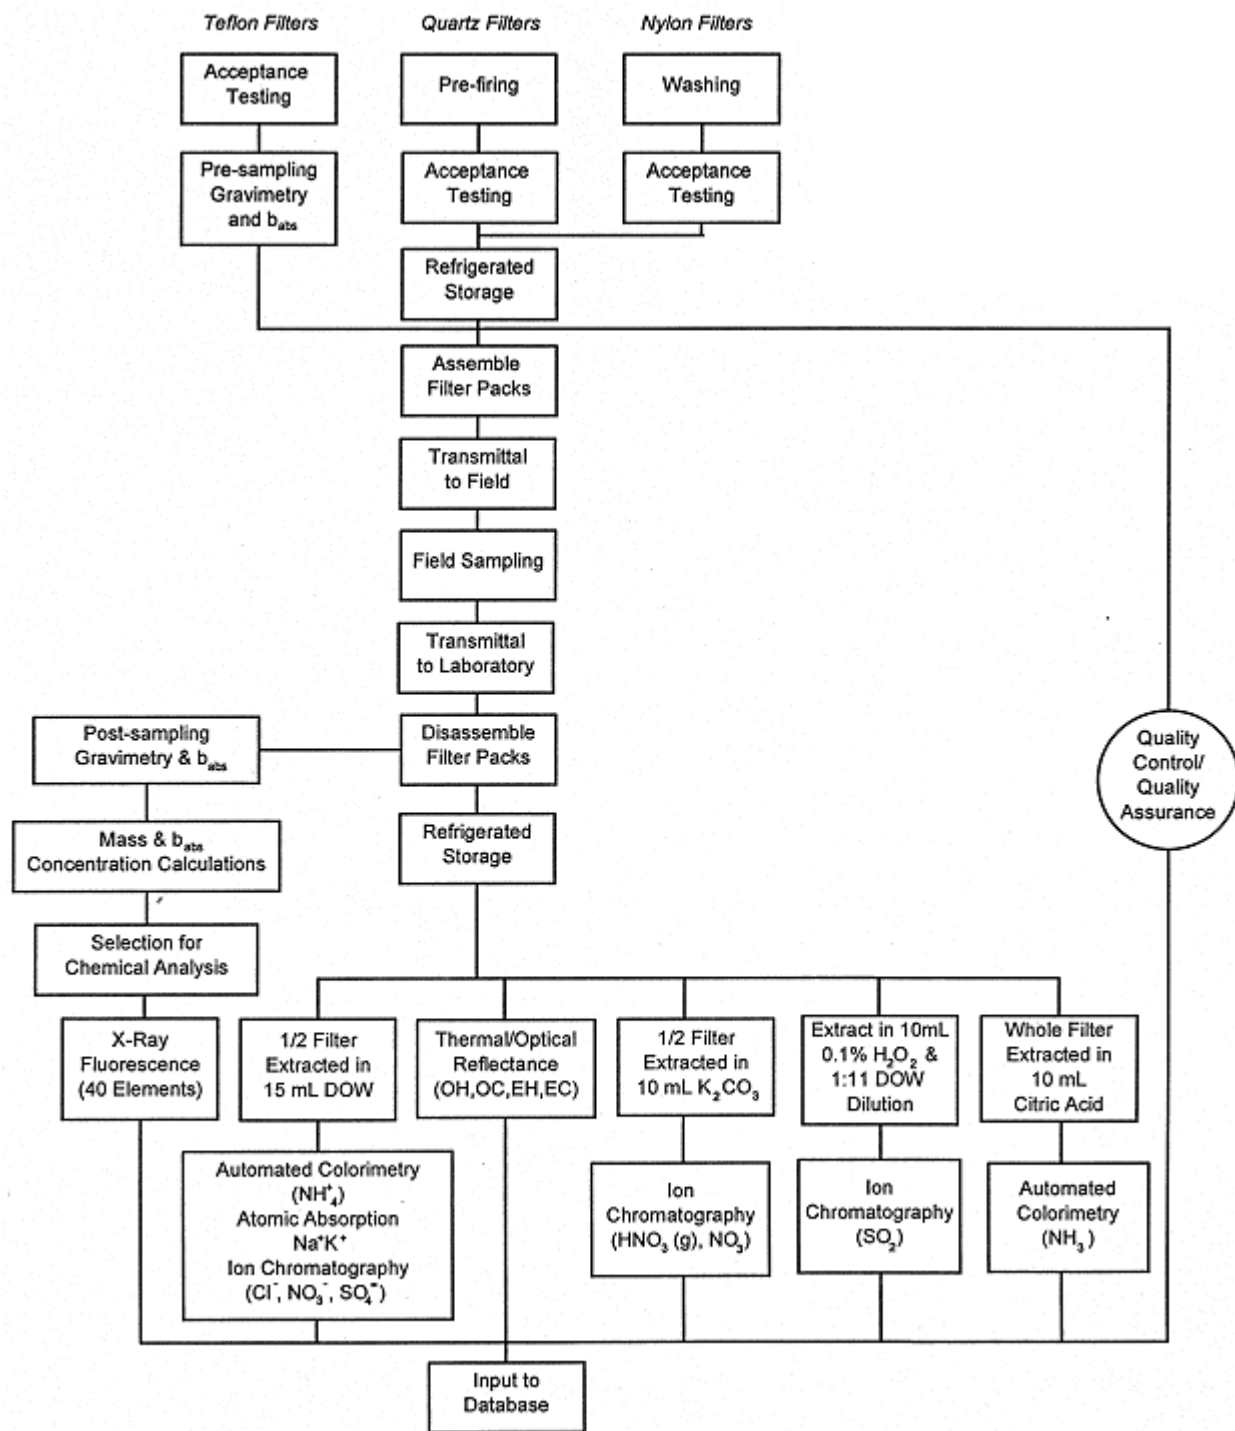 Teflon Filters
Quartz Filters
Nylon Filters
Acceptance
Testing
Pre-firing
Washing
Pre-sampling
Gravimetry
and b_abs
Acceptance
Testing
Acceptance
Testing
Refrigerated
Storage
Assemble
Filter Packs
Transmittal
to Field
Field Sampling
Transmittal
to Laboratory
Post-sampling
Gravimetry & b_abs
Disassemble
Filter Packs
Quality
Control/
Quality
Assurance
Mass & b_abs
Concentration Calculations
Refrigerated
Storage
Selection for
Chemical Analysis
X-Ray
Fluorescence
(40 Elements)
1/2 Filter
Extracted in
15 mL DOW
Thermal/Optical
Reflectance
(OH,OC,EH,EC)
1/2 Filter
Extracted in
10 mL K₂CO₃
Extract in 10mL
0.1% H₂O₂ &
1:11 DOW
Dilution
Whole Filter
Extracted in
10 mL
Citric Acid
Automated Colorimetry
(NH₄⁺)
Atomic Absorption
Na⁺K⁺
Ion Chromatography
(Cl⁻, NO₃⁻, SO₄⁼)
Ion
Chromatography
(HNO₃ (g), NO₃⁻)
Ion
Chromatography
(SO₂)
Automated
Colorimetry
(NH₃)
Input to
Database